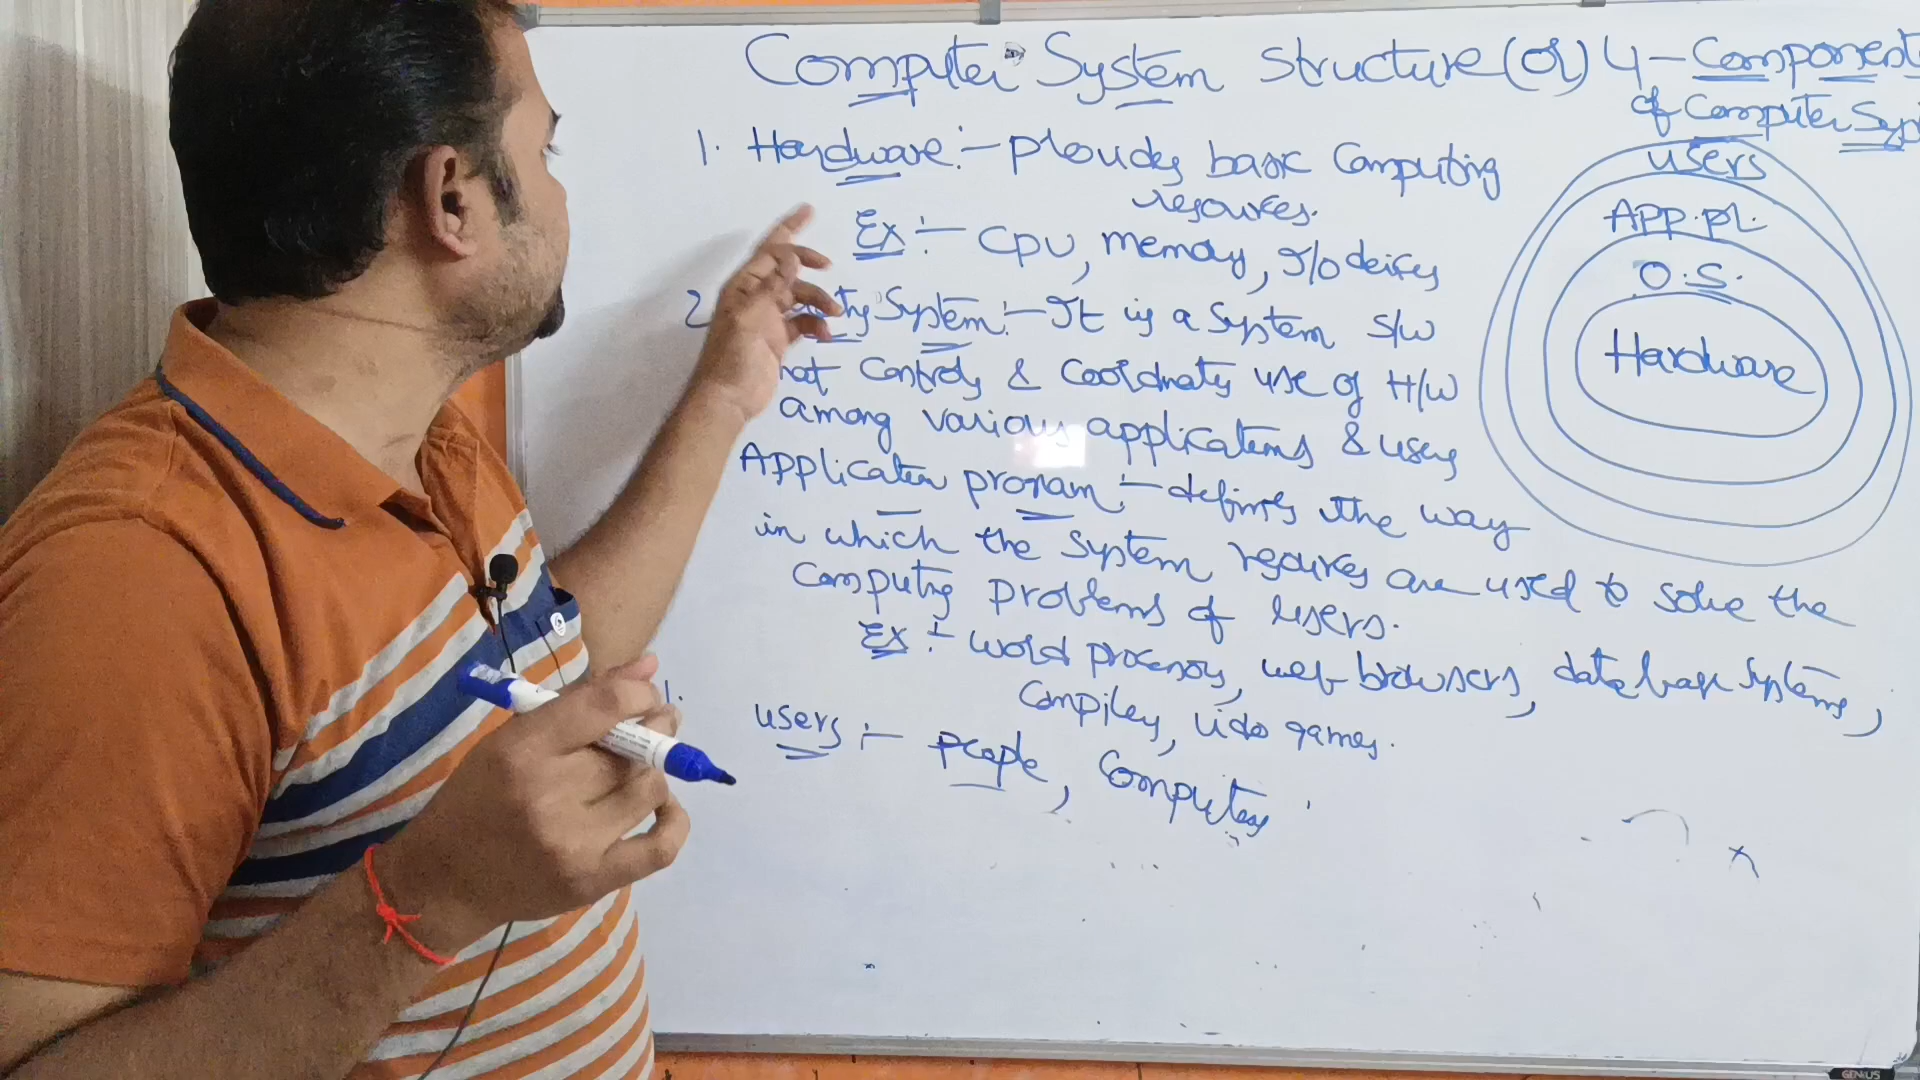 Computer System Structure (or) 4-Components
of Computer Sys
1. Hardware :- provides basic Computing
resources.
Ex :- CPU, memory, I/O devices
2 System :- It is a System S/W
Controls & Coordinates use of H/W
among various applications & users
Application program :- defines the way
in which the System resources are used to solve the
Computing problems of users.
Ex :- word processors, web browsers, database systems,
Compilers, video games.
users :- people, Computers
users
APP. pl.
O.S.
Hardware
GENIUS